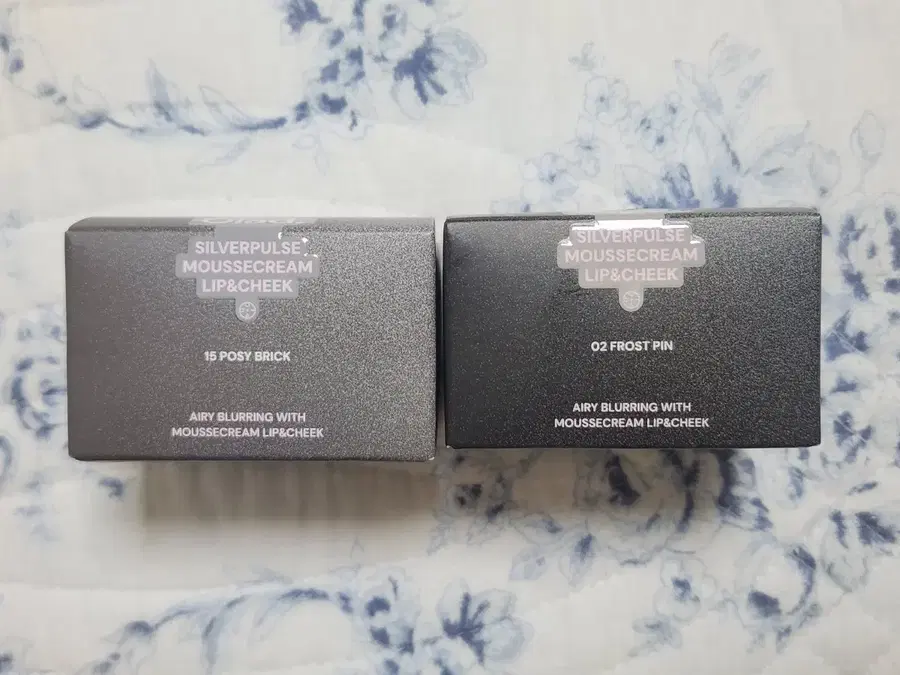 SILVERPULSE
MOUSSECREAM
LIP&CHEEK
15 POSY BRICK
AIRY BLURRING WITH
MOUSSECREAM LIP&CHEEK
SILVERPULSE
MOUSSECREAM
LIP&CHEEK
02 FROST PIN
AIRY BLURRING WITH
MOUSSECREAM LIP&CHEEK